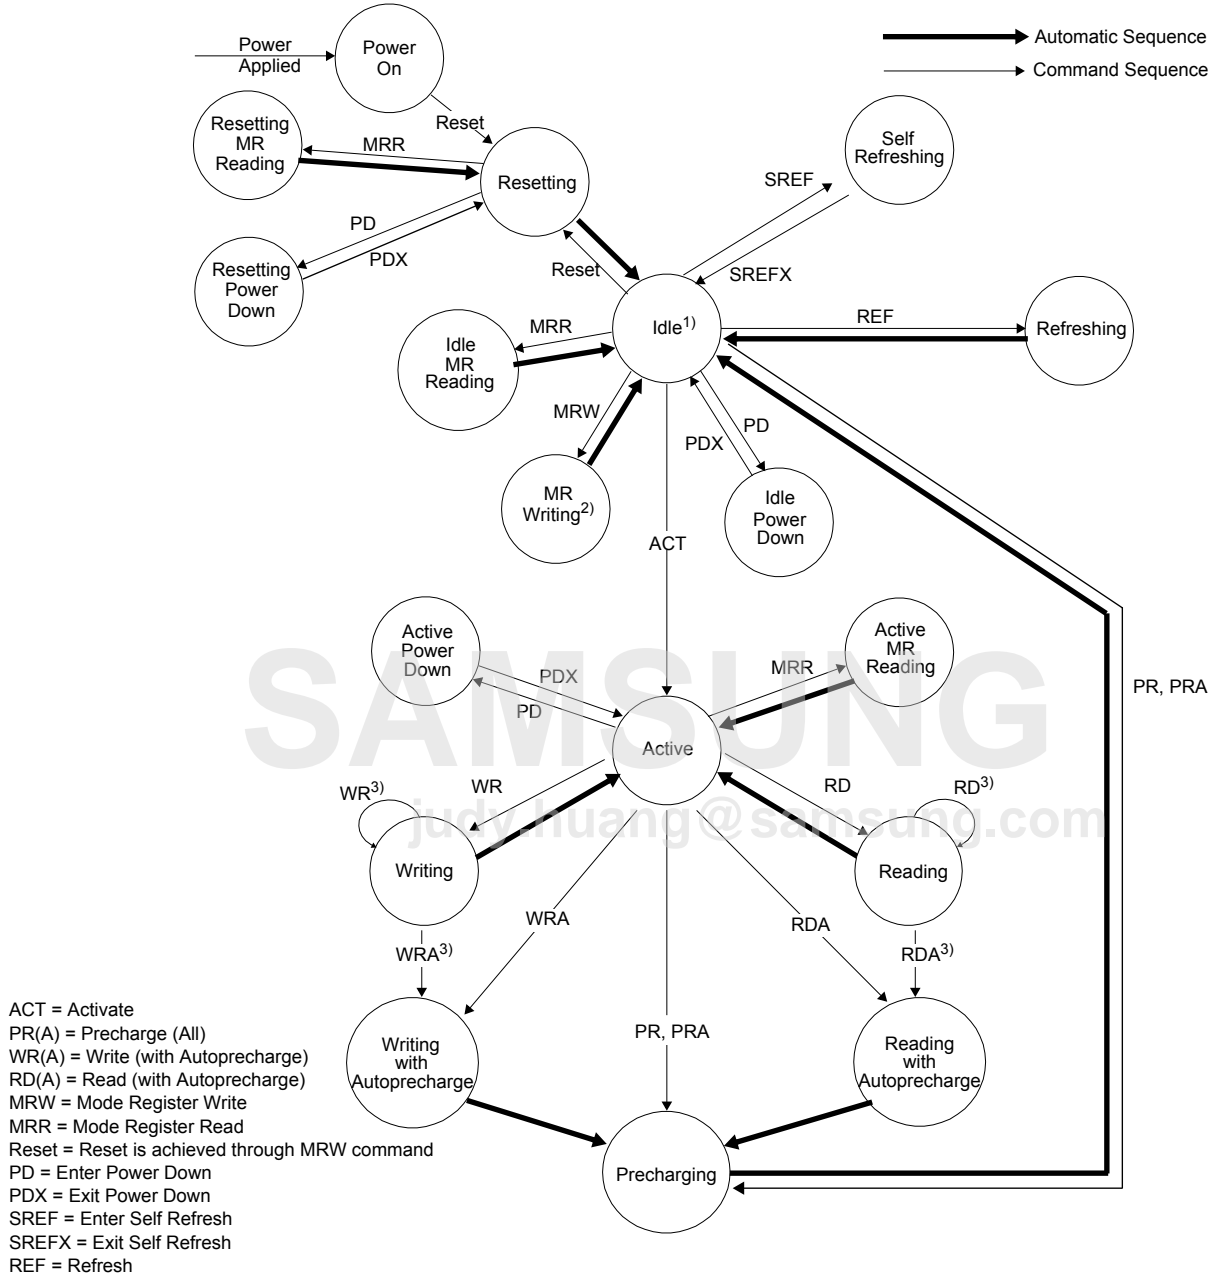 Power
Applied
Power
On
Automatic Sequence
Command Sequence
Reset
Resetting
MR
Reading
MRR
Resetting
Self
Refreshing
SREF
PD
PDX
Resetting
Power
Down
Reset
SREFX
Idle1)
REF
Refreshing
MRR
Idle
MR
Reading
MRW
PD
PDX
MR
Writing2)
Idle
Power
Down
ACT
Active
Power
Down
PDX
PD
Active
MR
Reading
MRR
PR, PRA
SAMSUNG
Active
WR
RD
WR3)
RD3)
judy.huang@samsung.com
Writing
Reading
WRA
RDA
WRA3)
RDA3)
PR, PRA
Writing
with
Autoprecharge
Reading
with
Autoprecharge
Precharging
ACT = Activate
PR(A) = Precharge (All)
WR(A) = Write (with Autoprecharge)
RD(A) = Read (with Autoprecharge)
MRW = Mode Register Write
MRR = Mode Register Read
Reset = Reset is achieved through MRW command
PD = Enter Power Down
PDX = Exit Power Down
SREF = Enter Self Refresh
SREFX = Exit Self Refresh
REF = Refresh